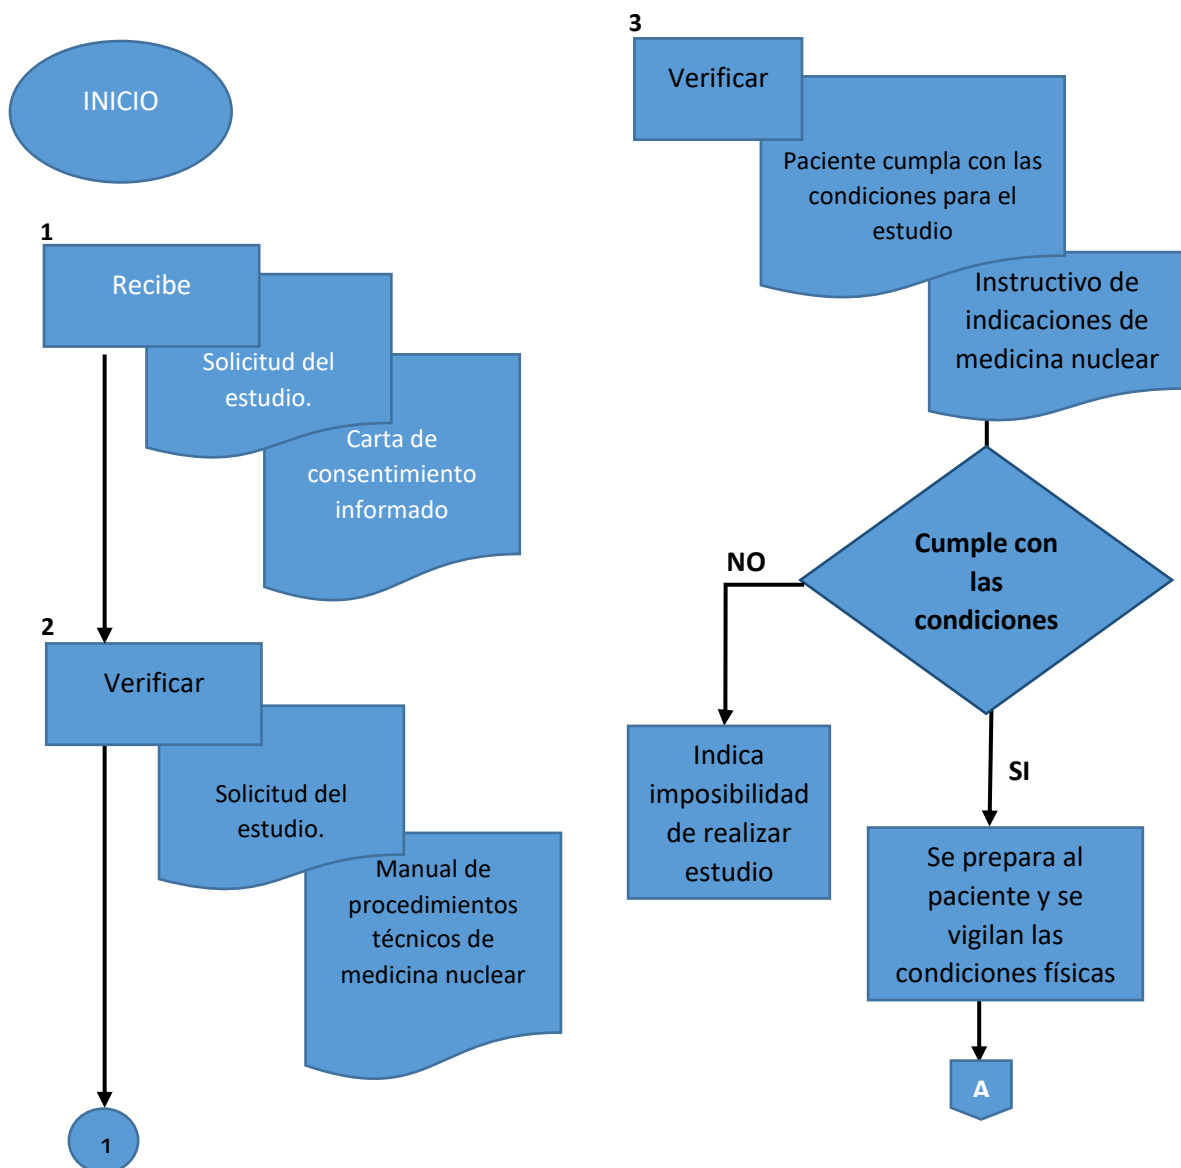 INICIO
1
Recibe
Solicitud del
estudio.
Carta de
consentimiento
informado
2
Verificar
Solicitud del
estudio.
Manual de
procedimientos
técnicos de
medicina nuclear
1
3
Verificar
Paciente cumpla con las
condiciones para el
estudio
Instructivo de
indicaciones de
medicina nuclear
Cumple con
las
condiciones
NO
Indica
imposibilidad
de realizar
estudio
SI
Se prepara al
paciente y se
vigilan las
condiciones físicas
A